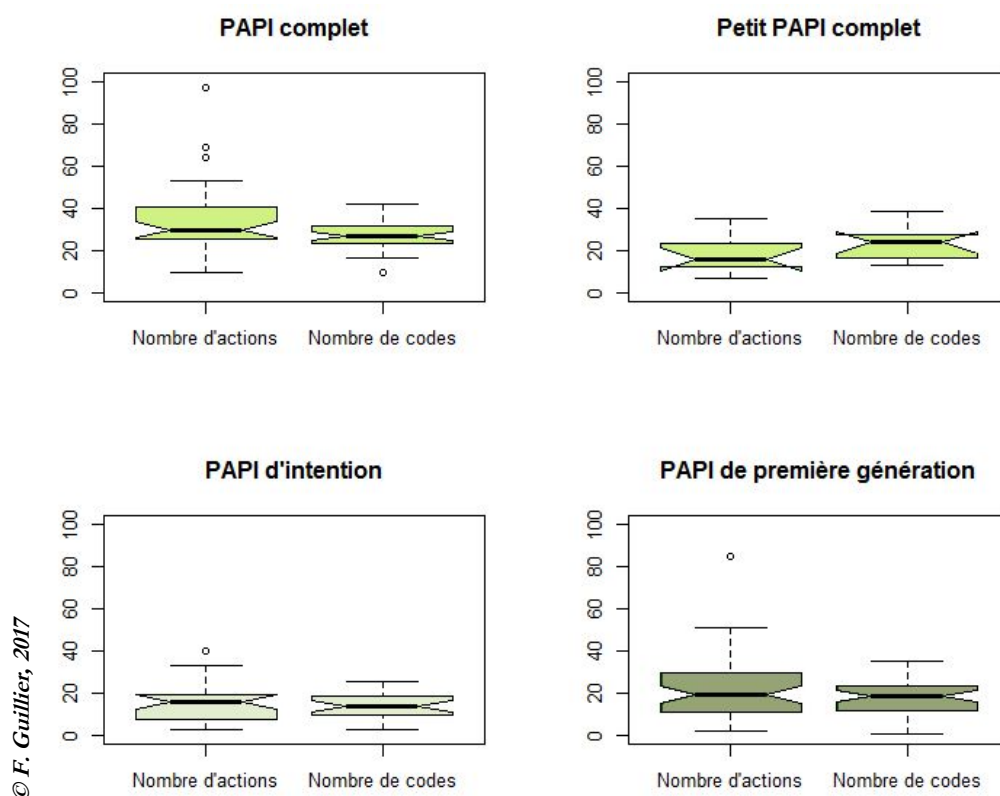 PAPI complet
100
80
60
40
20
0
Nombre d'actions Nombre de codes
Petit PAPI complet
100
80
60
40
20
0
Nombre d'actions Nombre de codes
PAPI d'intention
100
80
60
40
20
0
Nombre d'actions Nombre de codes
PAPI de première génération
100
80
60
40
20
0
Nombre d'actions Nombre de codes
© F. Guillier, 2017